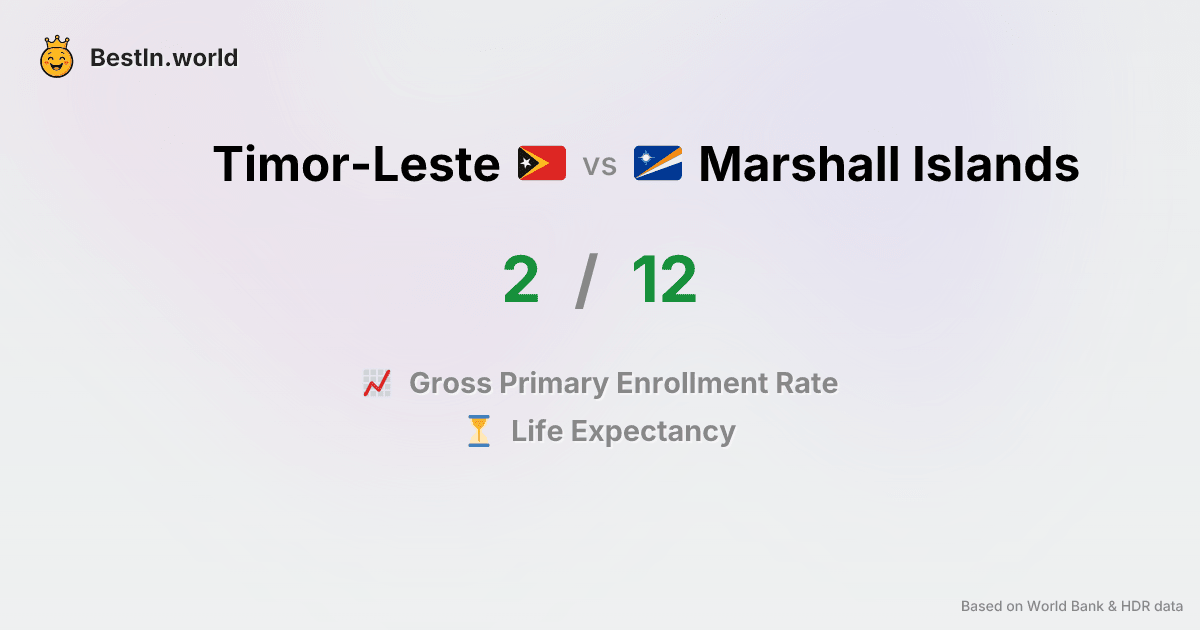 BestIn.world
Timor-Leste vs Marshall Islands
2 / 12
Gross Primary Enrollment Rate
Life Expectancy
Based on World Bank & HDR data